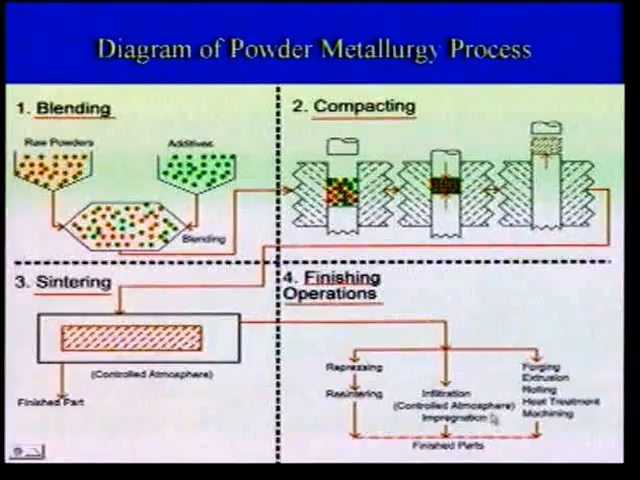 Diagram of Powder Metallurgy Process
1. Blending
Raw Powders
Additives
Blending
2. Compacting
3. Sintering
(Controlled Atmosphere)
Finished Part
4. Finishing
Operations
Repressing
Resintering
Infiltration
(Controlled Atmosphere)
Impregnation
Forging
Extrusion
Rolling
Heat Treatment
Machining
Finished Parts